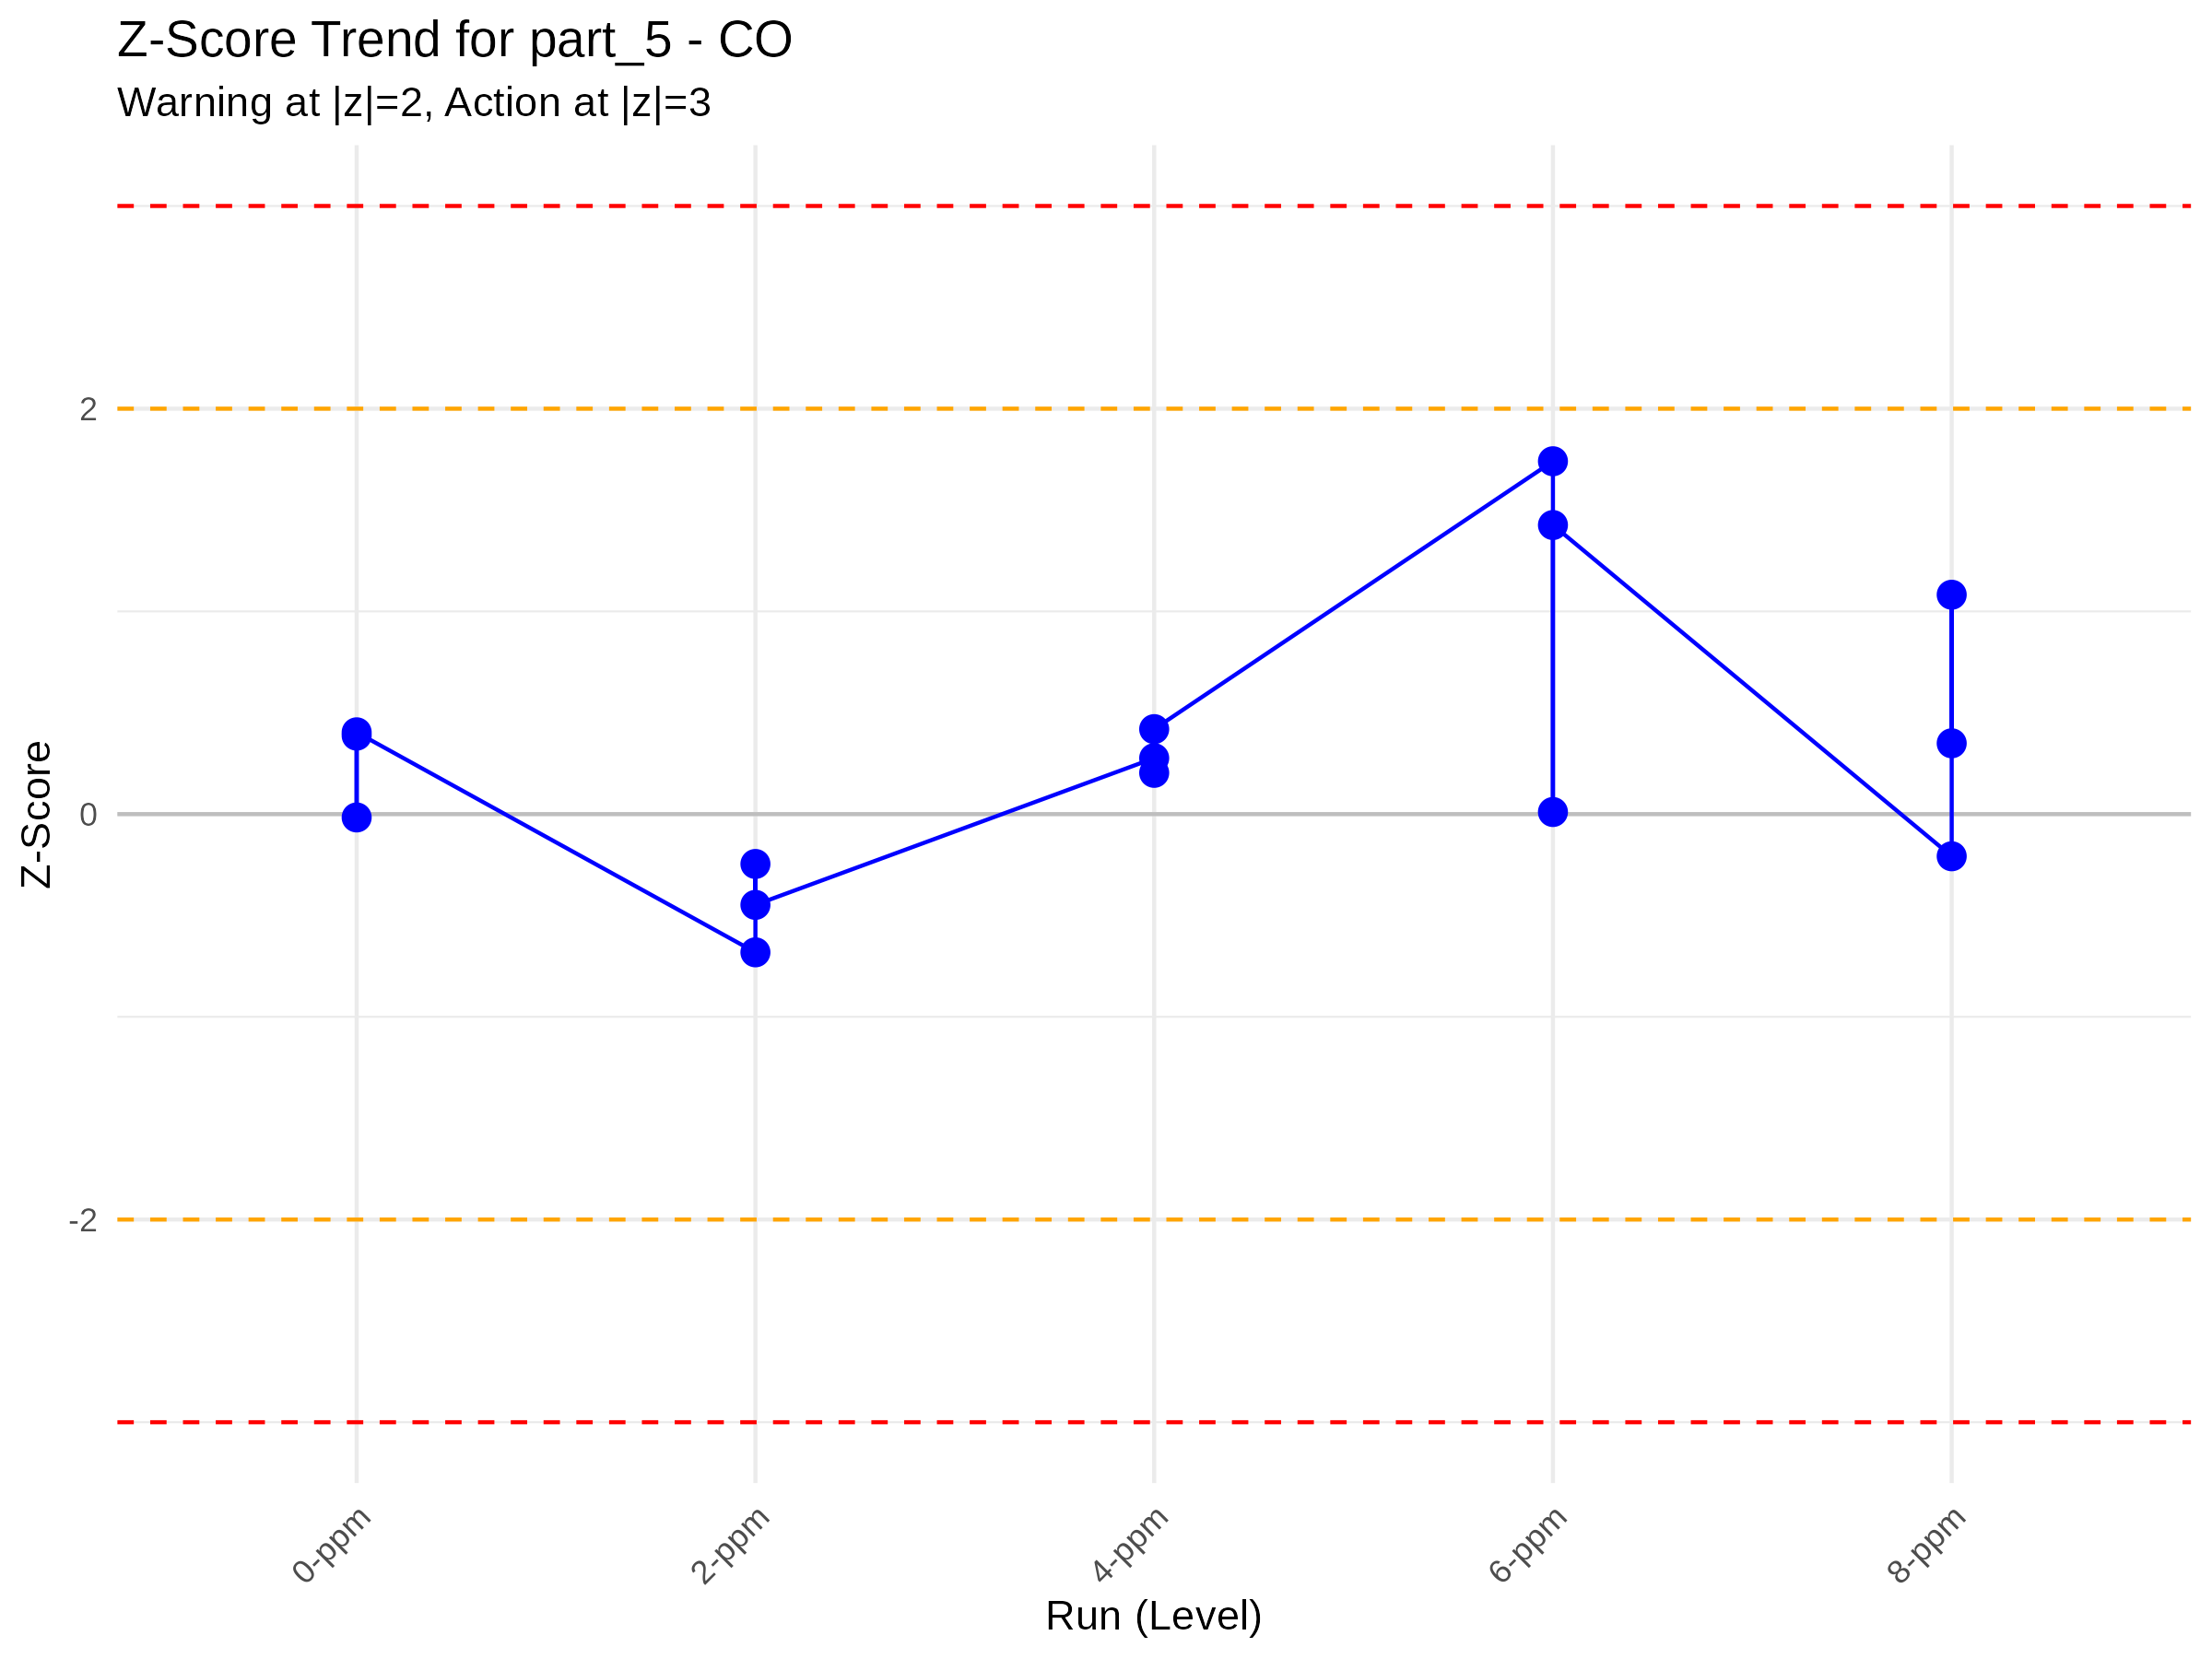 Z-Score Trend for part_5 - CO
Warning at |z|=2, Action at |z|=3
Z-Score
2
0
-2
0-ppm
2-ppm
4-ppm
6-ppm
8-ppm
Run (Level)